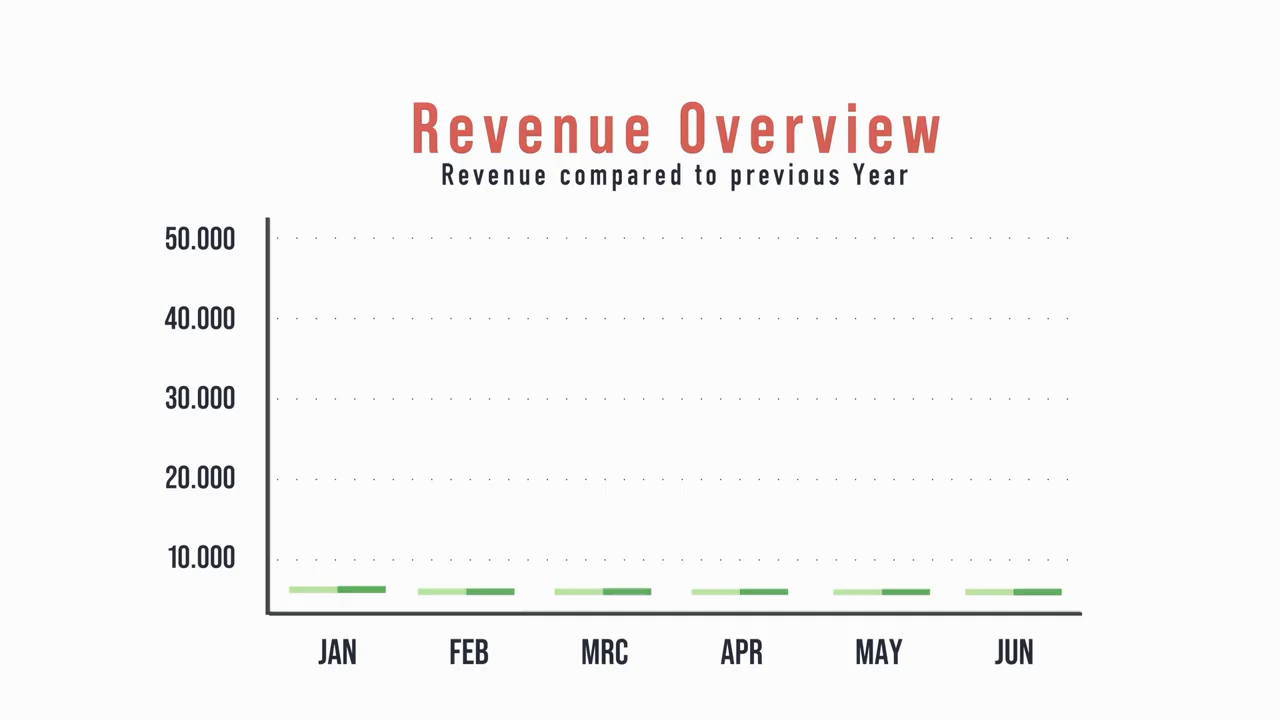 Revenue Overview
Revenue compared to previous Year
50.000
40.000
30.000
20.000
10.000
JAN FEB MRC APR MAY JUN